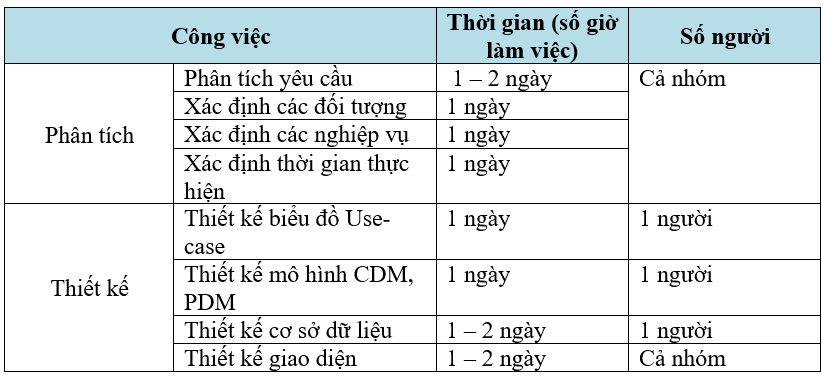 Công việc
Thời gian (số giờ
làm việc)
Số người
Phân tích
Phân tích yêu cầu
1 – 2 ngày
Cả nhóm
Xác định các đối tượng
1 ngày
Xác định các nghiệp vụ
1 ngày
Xác định thời gian thực
hiện
1 ngày
Thiết kế
Thiết kế biểu đồ Use-
case
1 ngày
1 người
Thiết kế mô hình CDM,
PDM
1 ngày
1 người
Thiết kế cơ sở dữ liệu
1 – 2 ngày
1 người
Thiết kế giao diện
1 – 2 ngày
Cả nhóm